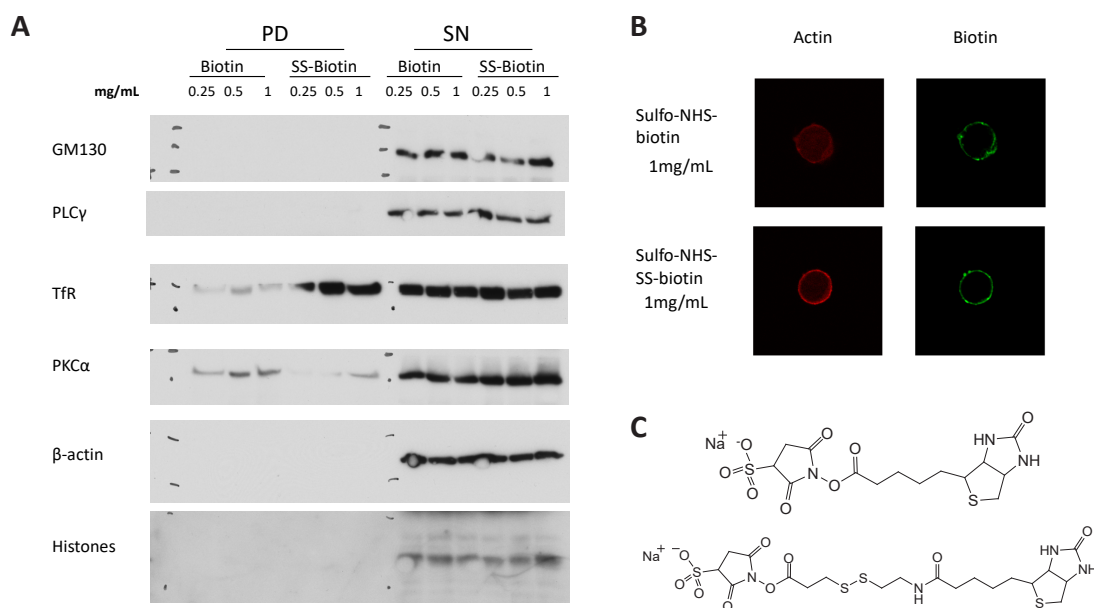 A
PD SN
Biotin SS-Biotin Biotin SS-Biotin
mg/mL 0.25 0.5 1 0.25 0.5 1 0.25 0.5 1 0.25 0.5 1
GM130
PLCγ
TfR
PKCα
β-actin
Histones
B
Actin Biotin
Sulfo-NHS-
biotin
1mg/mL
Sulfo-NHS-
SS-biotin
1mg/mL
C
Na+ -O S O O O N O O O HN O NH S
Na+ -O S O O O N O O O S S N H O HN O NH S